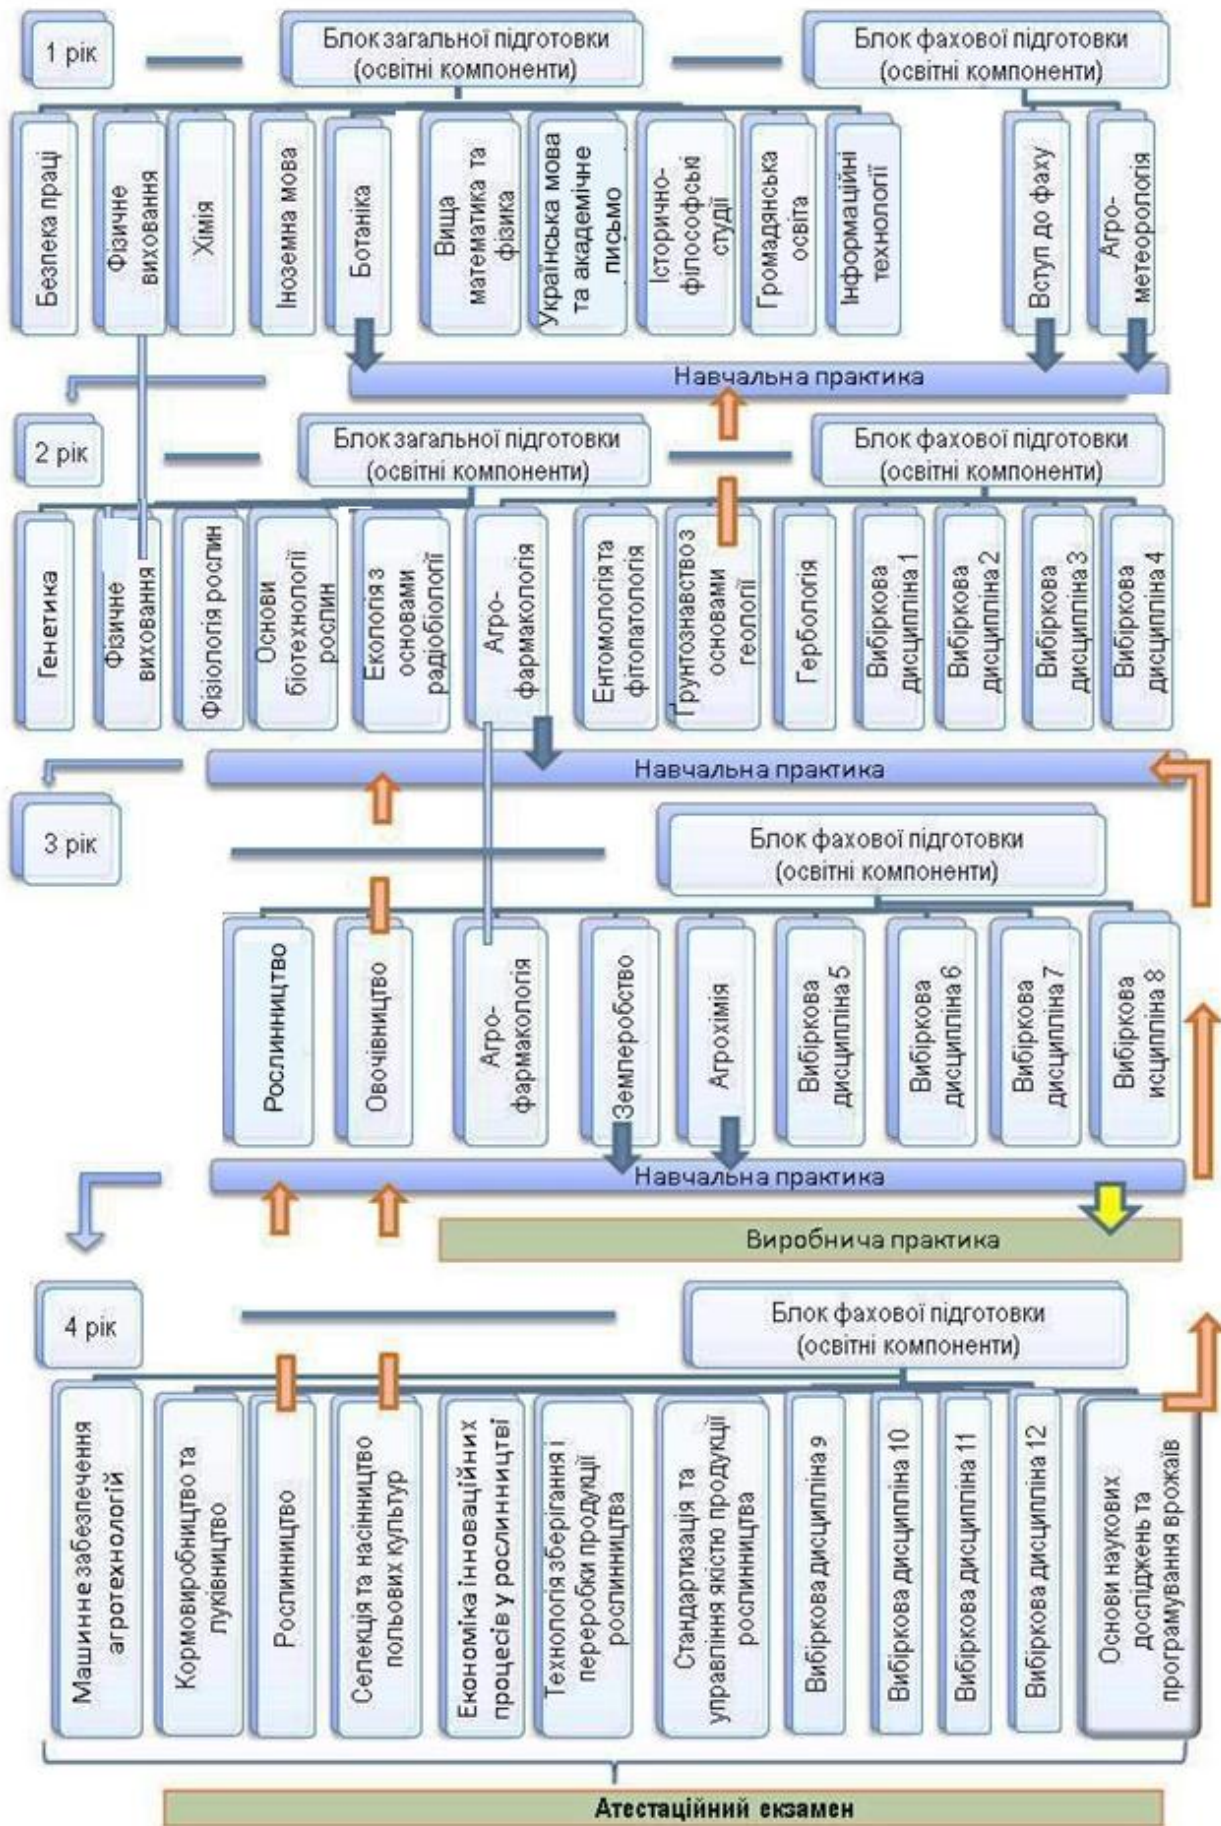 1 рік
Блок загальної підготовки
(освітні компоненти)
Блок фахової підготовки
(освітні компоненти)
Безпека праці
Фізичне
виховання
Хімія
Іноземна мова
Ботаніка
Вища
математика та
фізика
Українська мова
та академічне
письмо
Історично-
філософські
студії
Громадянська
освіта
Інформаційні
технології
Вступ до фаху
Агро-
метеорологія
Навчальна практика
2 рік
Блок загальної підготовки
(освітні компоненти)
Блок фахової підготовки
(освітні компоненти)
Генетика
Фізичне
виховання
Фізіологія рослин
Основи
біотехнології
рослин
Екологія з
основами
радіобіології
Агро-
фармакологія
Ентомологія та
фітопатологія
Ґрунтознавство з
основами
геології
Гербологія
Вибіркова
дисципліна 1
Вибіркова
дисципліна 2
Вибіркова
дисципліна 3
Вибіркова
дисципліна 4
Навчальна практика
3 рік
Блок фахової підготовки
(освітні компоненти)
Рослинництво
Овочівництво
Агро-
фармакологія
Землеробство
Агрохімія
Вибіркова
дисципліна 5
Вибіркова
дисципліна 6
Вибіркова
дисципліна 7
Вибіркова
исципліна 8
Навчальна практика
Виробнича практика
4 рік
Блок фахової підготовки
(освітні компоненти)
Машинне забезпечення
агротехнологій
Кормовиробництво та
луківництво
Рослинництво
Селекція та насінництво
польових культур
Економіка інноваційних
процесів у рослинництві
Технологія зберігання і
переробки продукції
рослинництва
Стандартизація та
управління якістю продукції
рослинництва
Вибіркова дисципліна 9
Вибіркова дисципліна 10
Вибіркова дисципліна 11
Вибіркова дисципліна 12
Основи наукових
досліджень та
програмування врожаїв
Атестаційний екзамен